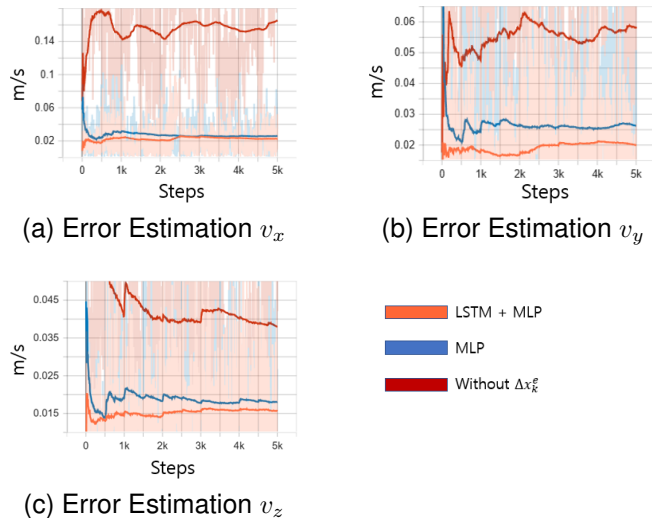 0.14
0.1
0.06
0.02
m/s
0 1k 2k 3k 4k 5k
Steps
(a) Error Estimation vₓ
0.06
0.05
0.04
0.03
0.02
m/s
0 1k 2k 3k 4k 5k
Steps
(b) Error Estimation v_y
0.045
0.035
0.025
0.015
m/s
0 1k 2k 3k 4k 5k
Steps
(c) Error Estimation v_z
LSTM + MLP
MLP
Without Δx_k^e